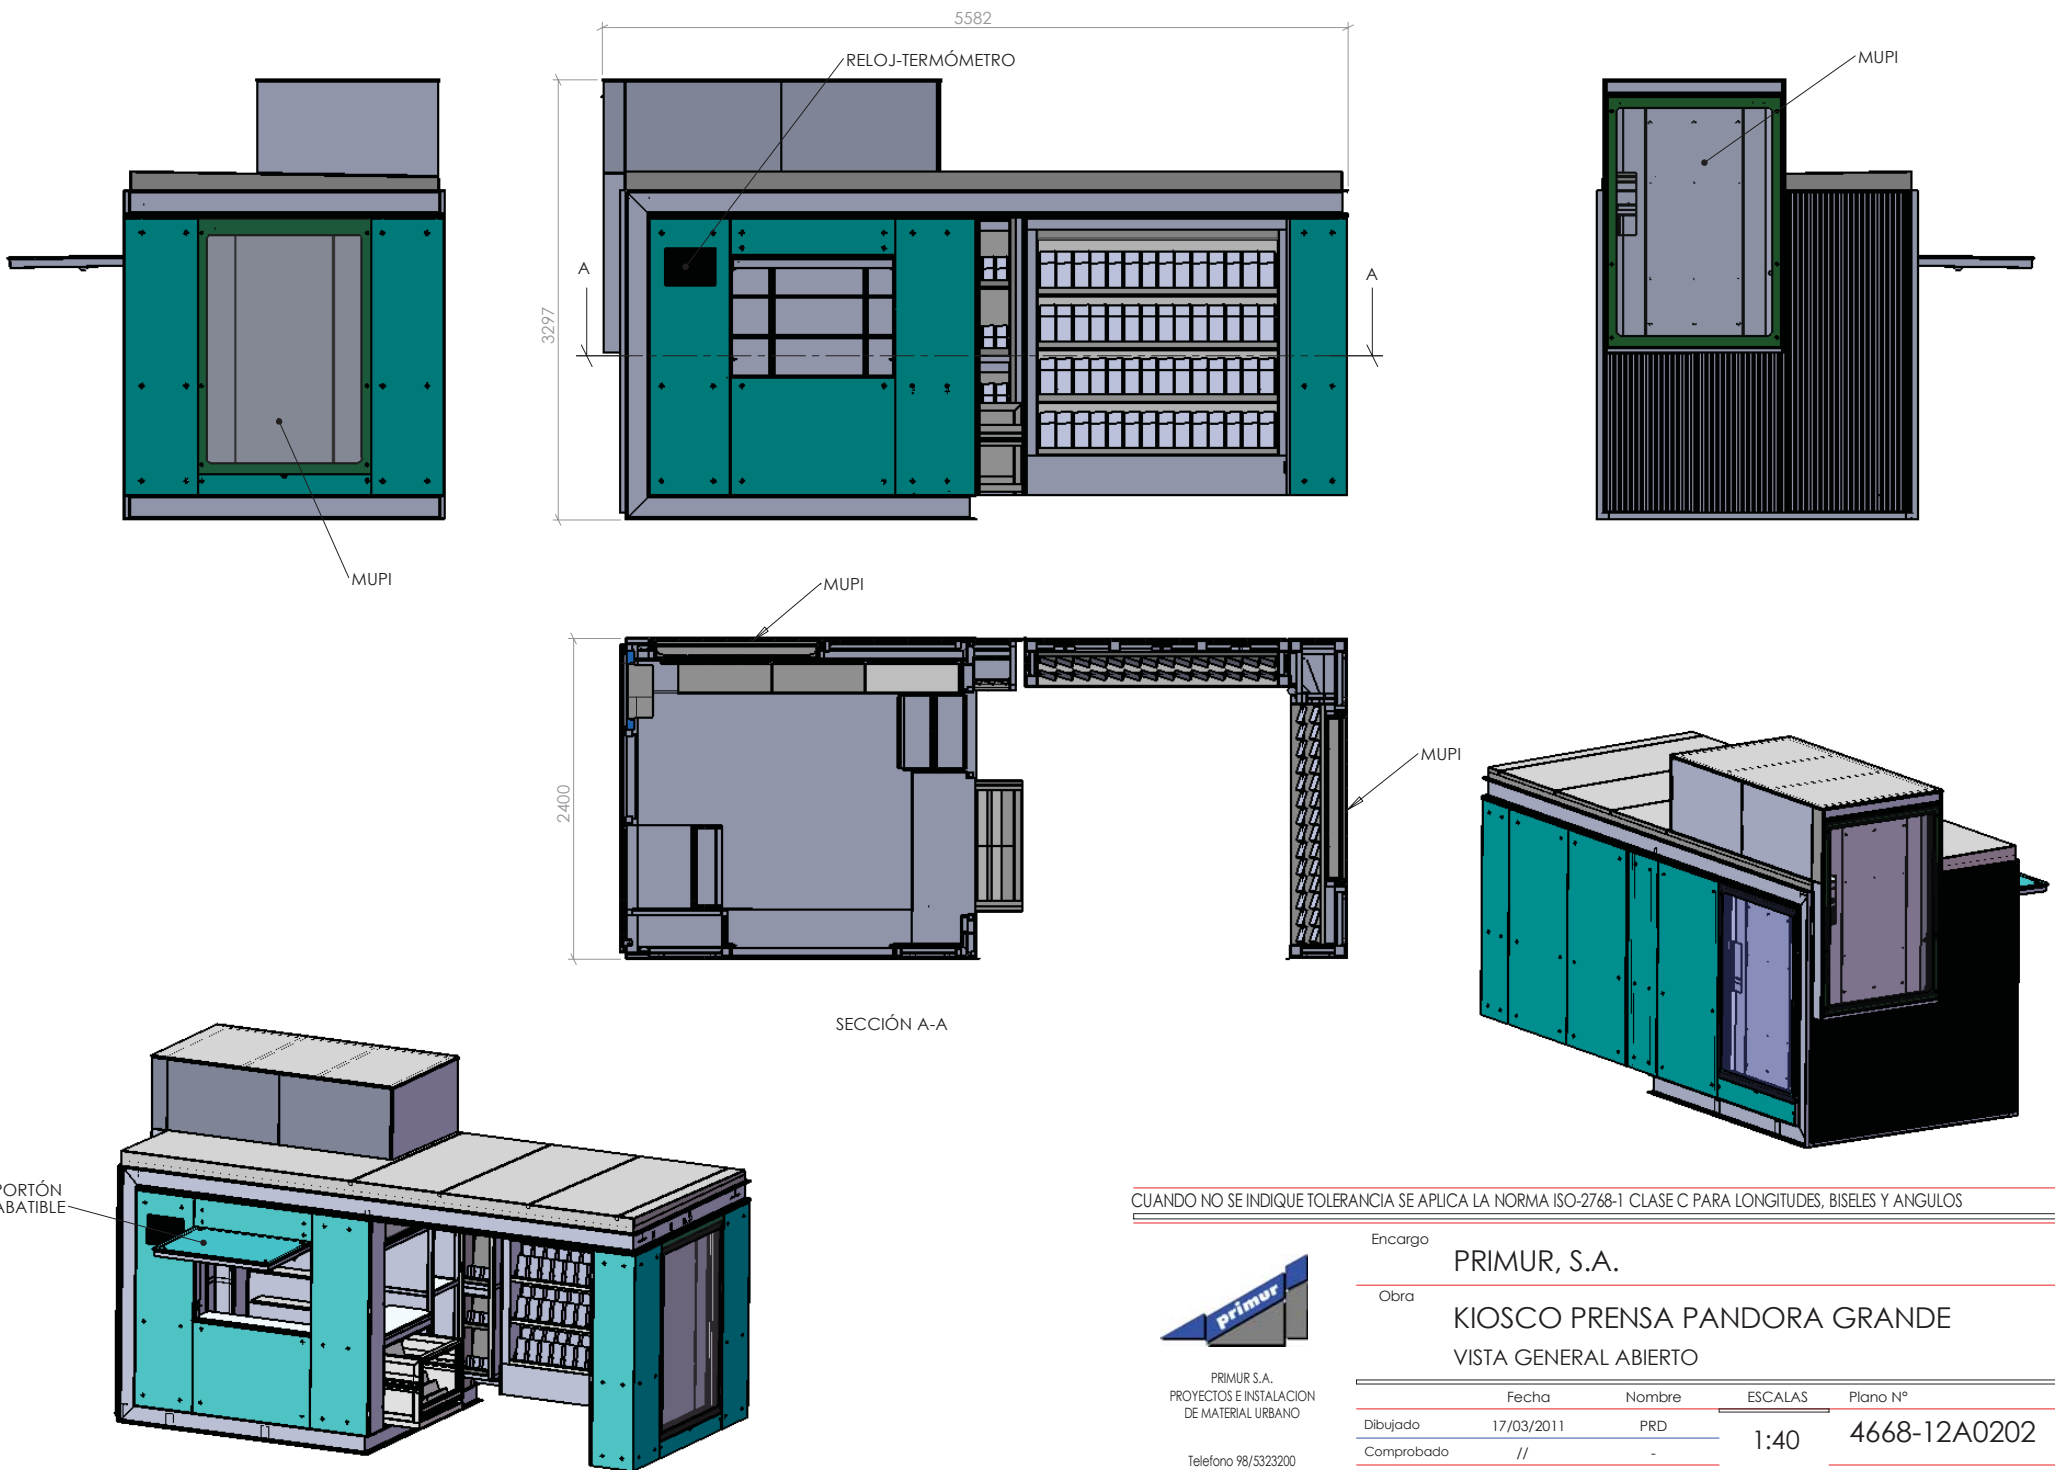 5582
RELOJ-TERMÓMETRO
MUPI
3297
A
A
MUPI
MUPI
2400
MUPI
SECCIÓN A-A
PORTÓN
ABATIBLE
CUANDO NO SE INDIQUE TOLERANCIA SE APLICA LA NORMA ISO-2768-1 CLASE C PARA LONGITUDES, BISELES Y ANGULOS
Encargo
PRIMUR, S.A.
Obra
KIOSCO PRENSA PANDORA GRANDE
VISTA GENERAL ABIERTO
primur
PRIMUR S.A.
PROYECTOS E INSTALACION
DE MATERIAL URBANO
Telefono 98/5323200
Fecha Nombre ESCALAS Plano Nº
Dibujado 17/03/2011 PRD 1:40 4668-12A0202
Comprobado // -